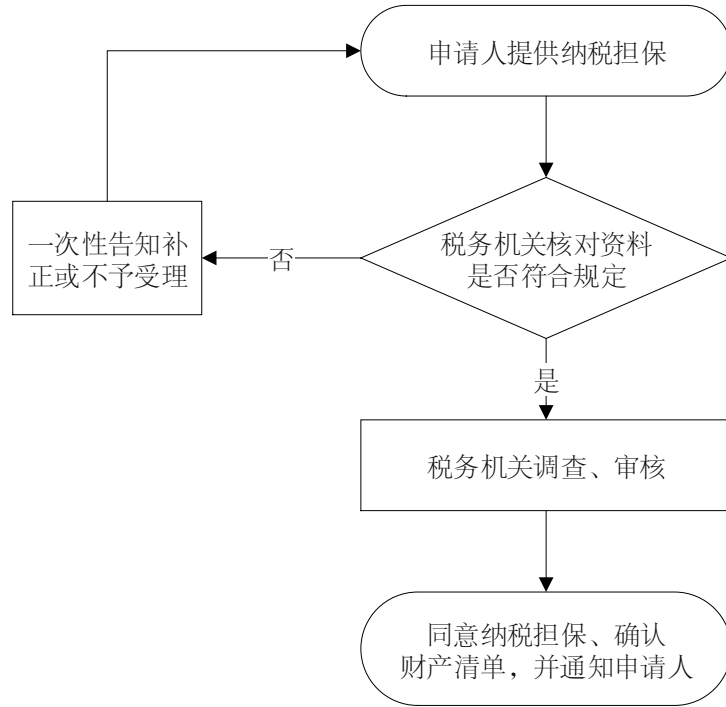 申请人提供纳税担保
一次性告知补
正或不予受理
否
税务机关核对资料
是否符合规定
是
税务机关调查、审核
同意纳税担保、确认
财产清单，并通知申请人